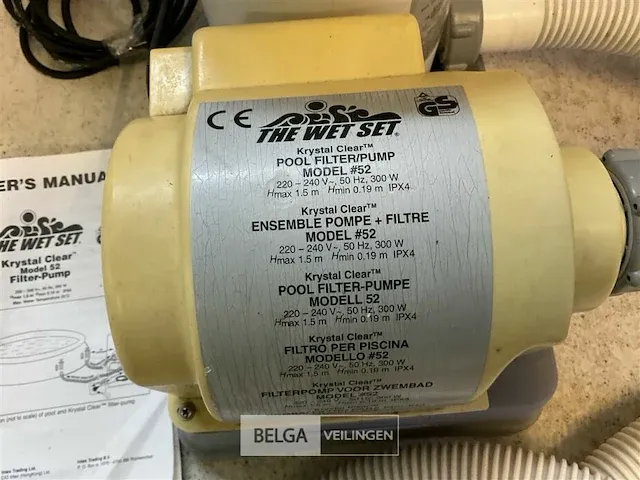 CE
THE WET SET®
GS
Krystal Clear™
POOL FILTER/PUMP
MODEL #52
220 – 240 V~, 50 Hz, 300 W
Hmax 1.5 m Hmin 0.19 m IPX4
Krystal Clear™
ENSEMBLE POMPE + FILTRE
MODEL #52
220 – 240 V~, 50 Hz, 300 W
Hmax 1.5 m Hmin 0.19 m IPX4
Krystal Clear™
POOL FILTER-PUMPE
MODELL 52
220 – 240 V~, 50 Hz, 300 W
Hmax 1.5 m Hmin 0.19 m IPX4
Krystal Clear™
FILTRO PER PISCINA
MODELLO #52
220 – 240 V~, 50 Hz, 300 W
Hmax 1.5 m Hmin 0.19 m IPX4
Krystal Clear™
FILTERPOMP VOOR ZWEMBAD
MODEL #52
ER'S MANUA
THE WET SET
Krystal Clear™
Model 52
Filter-Pump
BELGA VEILINGEN